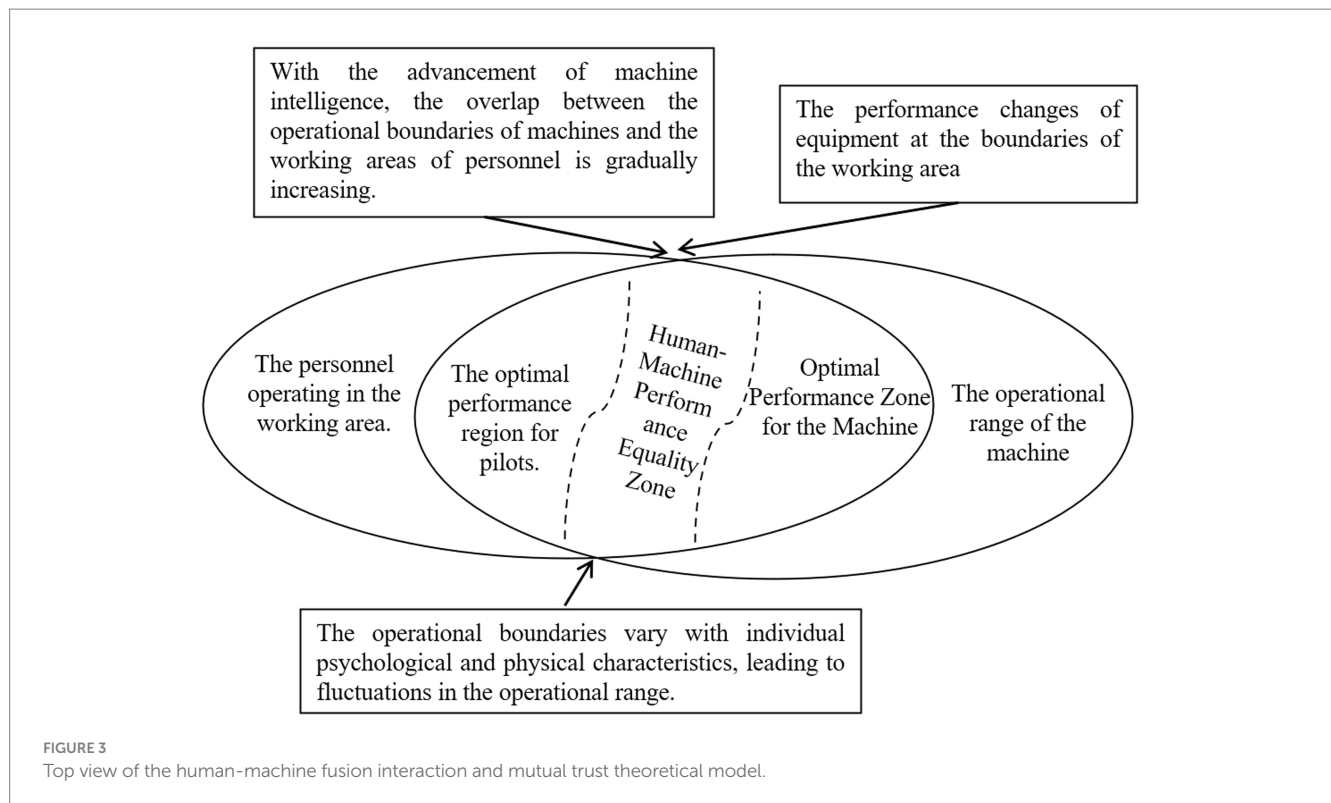 With the advancement of machine
intelligence, the overlap between the
operational boundaries of machines and the
working areas of personnel is gradually
increasing.
The performance changes of
equipment at the boundaries of
the working area
The personnel
operating in the
working area.
The optimal
performance
region for
pilots.
Human-
Machine
Perform
ance
Equality
Zone
Optimal
Performance Zone
for the Machine
The operational
range of the
machine
The operational boundaries vary with individual
psychological and physical characteristics, leading to
fluctuations in the operational range.
FIGURE 3
Top view of the human-machine fusion interaction and mutual trust theoretical model.